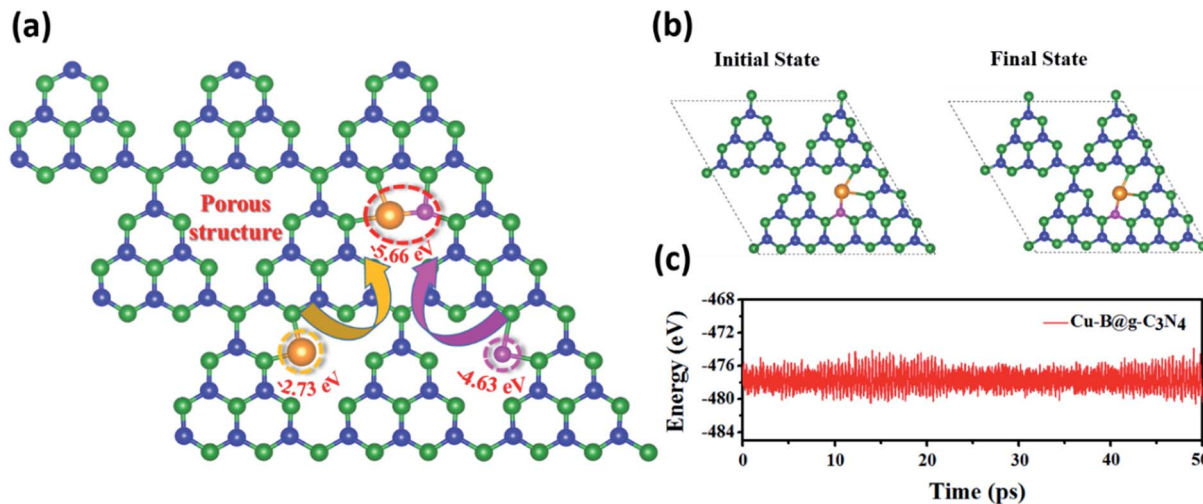 (a)
Porous
structure
-5.66 eV
-2.73 eV
-4.63 eV
(b)
Initial State
Final State
(c)
-468
-472
-476
-480
-484
Energy (eV)
Cu-B@g-C₃N₄
0
10
20
30
40
50
Time (ps)